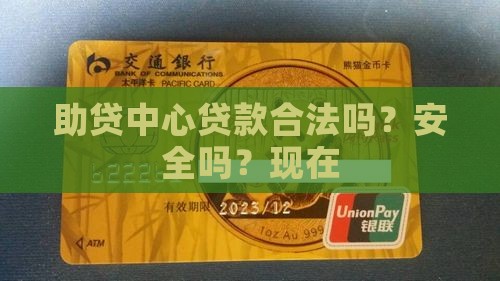 交通銀行
BANK OF COMMUNICATIONS
太平洋卡 PACIFIC CARD
熊猫金币卡
助贷中心贷款合法吗？安
全吗？现在
有效期限 2023/12
1oz Au .999
ATM
UnionPay
银联